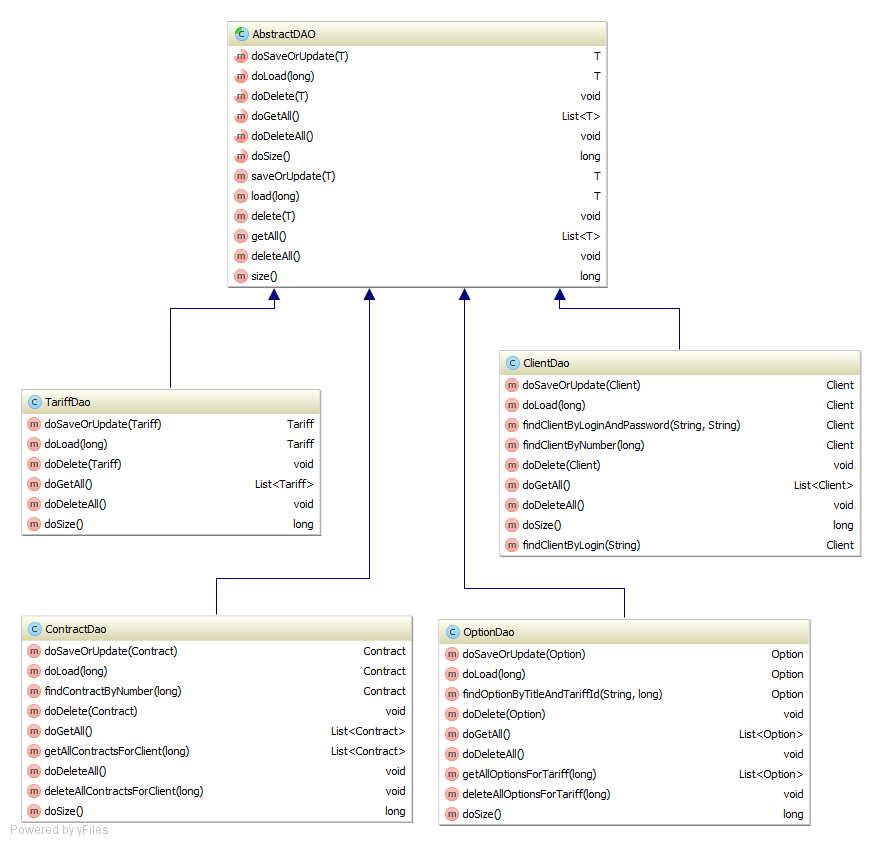 AbstractDAO
doSaveOrUpdate(T) T
doLoad(long) T
doDelete(T) void
doGetAll() List<T>
doDeleteAll() void
doSize() long
saveOrUpdate(T) T
load(long) T
delete(T) void
getAll() List<T>
deleteAll() void
size() long
ClientDao
doSaveOrUpdate(Client) Client
doLoad(long) Client
findClientByLoginAndPassword(String, String) Client
findClientByNumber(long) Client
doDelete(Client) void
doGetAll() List<Client>
doDeleteAll() void
doSize() long
findClientByLogin(String) Client
TariffDao
doSaveOrUpdate(Tariff) Tariff
doLoad(long) Tariff
doDelete(Tariff) void
doGetAll() List<Tariff>
doDeleteAll() void
doSize() long
ContractDao
doSaveOrUpdate(Contract) Contract
doLoad(long) Contract
findContractByNumber(long) Contract
doDelete(Contract) void
doGetAll() List<Contract>
getAllContractsForClient(long) List<Contract>
doDeleteAll() void
deleteAllContractsForClient(long) void
doSize() long
OptionDao
doSaveOrUpdate(Option) Option
doLoad(long) Option
findOptionByTitleAndTariffId(String, long) Option
doDelete(Option) void
doGetAll() List<Option>
doDeleteAll() void
getAllOptionsForTariff(long) List<Option>
deleteAllOptionsForTariff(long) void
doSize() long
Powered by yFiles